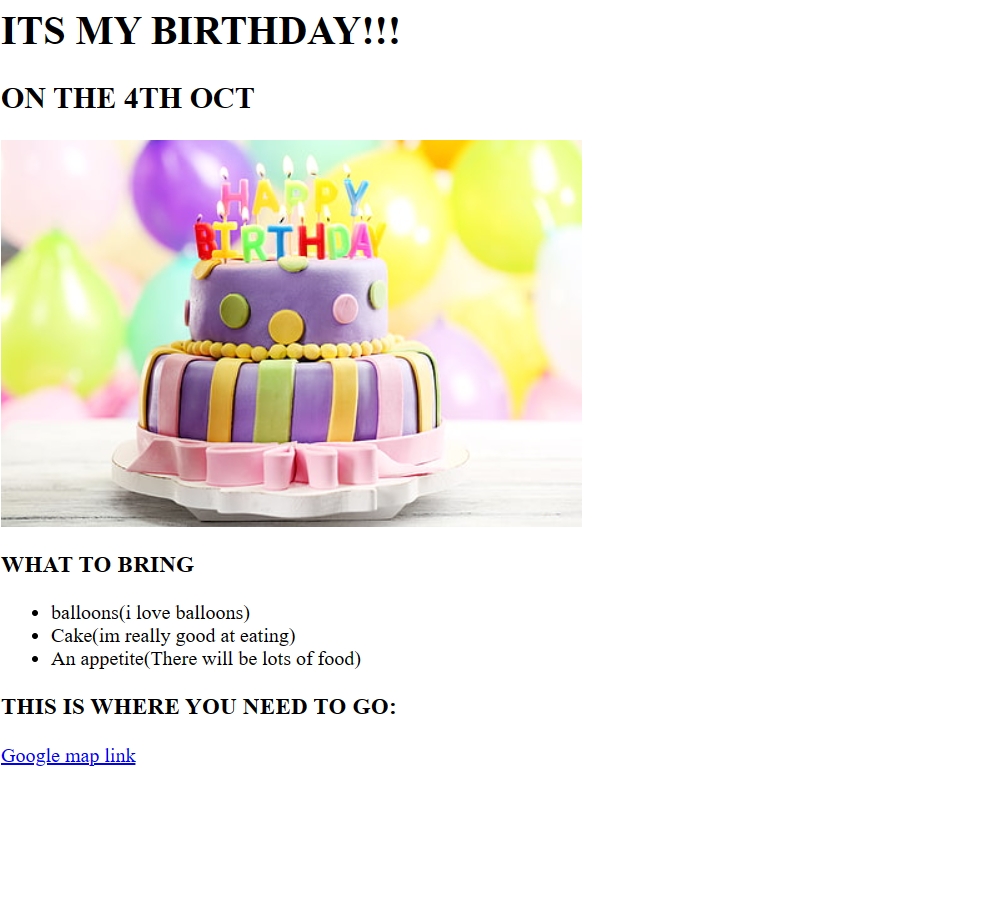 ITS MY BIRTHDAY!!!
ON THE 4TH OCT
HAPPY
BIRTHDAY
WHAT TO BRING
balloons(i love balloons)
Cake(im really good at eating)
An appetite(There will be lots of food)
THIS IS WHERE YOU NEED TO GO:
Google map link